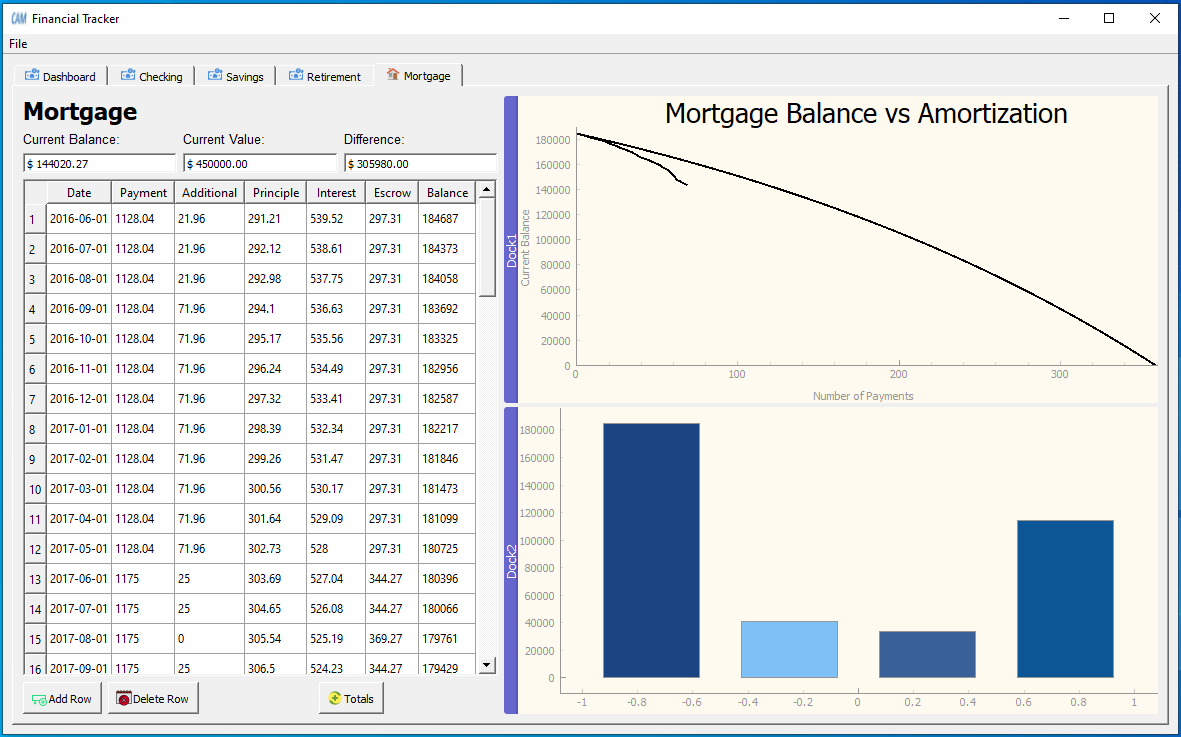 CAM Financial Tracker
File
Dashboard Checking Savings Retirement Mortgage
Mortgage
Current Balance: Current Value: Difference:
$ 144020.27 $ 450000.00 $ 305980.00
Date Payment Additional Principle Interest Escrow Balance
1 2016-06-01 1128.04 21.96 291.21 539.52 297.31 184687
2 2016-07-01 1128.04 21.96 292.12 538.61 297.31 184373
3 2016-08-01 1128.04 21.96 292.98 537.75 297.31 184058
4 2016-09-01 1128.04 71.96 294.1 536.63 297.31 183692
5 2016-10-01 1128.04 71.96 295.17 535.56 297.31 183325
6 2016-11-01 1128.04 71.96 296.24 534.49 297.31 182956
7 2016-12-01 1128.04 71.96 297.32 533.41 297.31 182587
8 2017-01-01 1128.04 71.96 298.39 532.34 297.31 182217
9 2017-02-01 1128.04 71.96 299.26 531.47 297.31 181846
10 2017-03-01 1128.04 71.96 300.56 530.17 297.31 181473
11 2017-04-01 1128.04 71.96 301.64 529.09 297.31 181099
12 2017-05-01 1128.04 71.96 302.73 528 297.31 180725
13 2017-06-01 1175 25 303.69 527.04 344.27 180396
14 2017-07-01 1175 25 304.65 526.08 344.27 180066
15 2017-08-01 1175 0 305.54 525.19 369.27 179761
16 2017-09-01 1175 25 306.5 524.23 344.27 179429
Add Row Delete Row Totals
Dock1
Mortgage Balance vs Amortization
Current Balance
180000
160000
140000
120000
100000
80000
60000
40000
20000
0
0 100 200 300
Number of Payments
Dock2
180000
160000
140000
120000
100000
80000
60000
40000
20000
0
-1 -0.8 -0.6 -0.4 -0.2 0 0.2 0.4 0.6 0.8 1